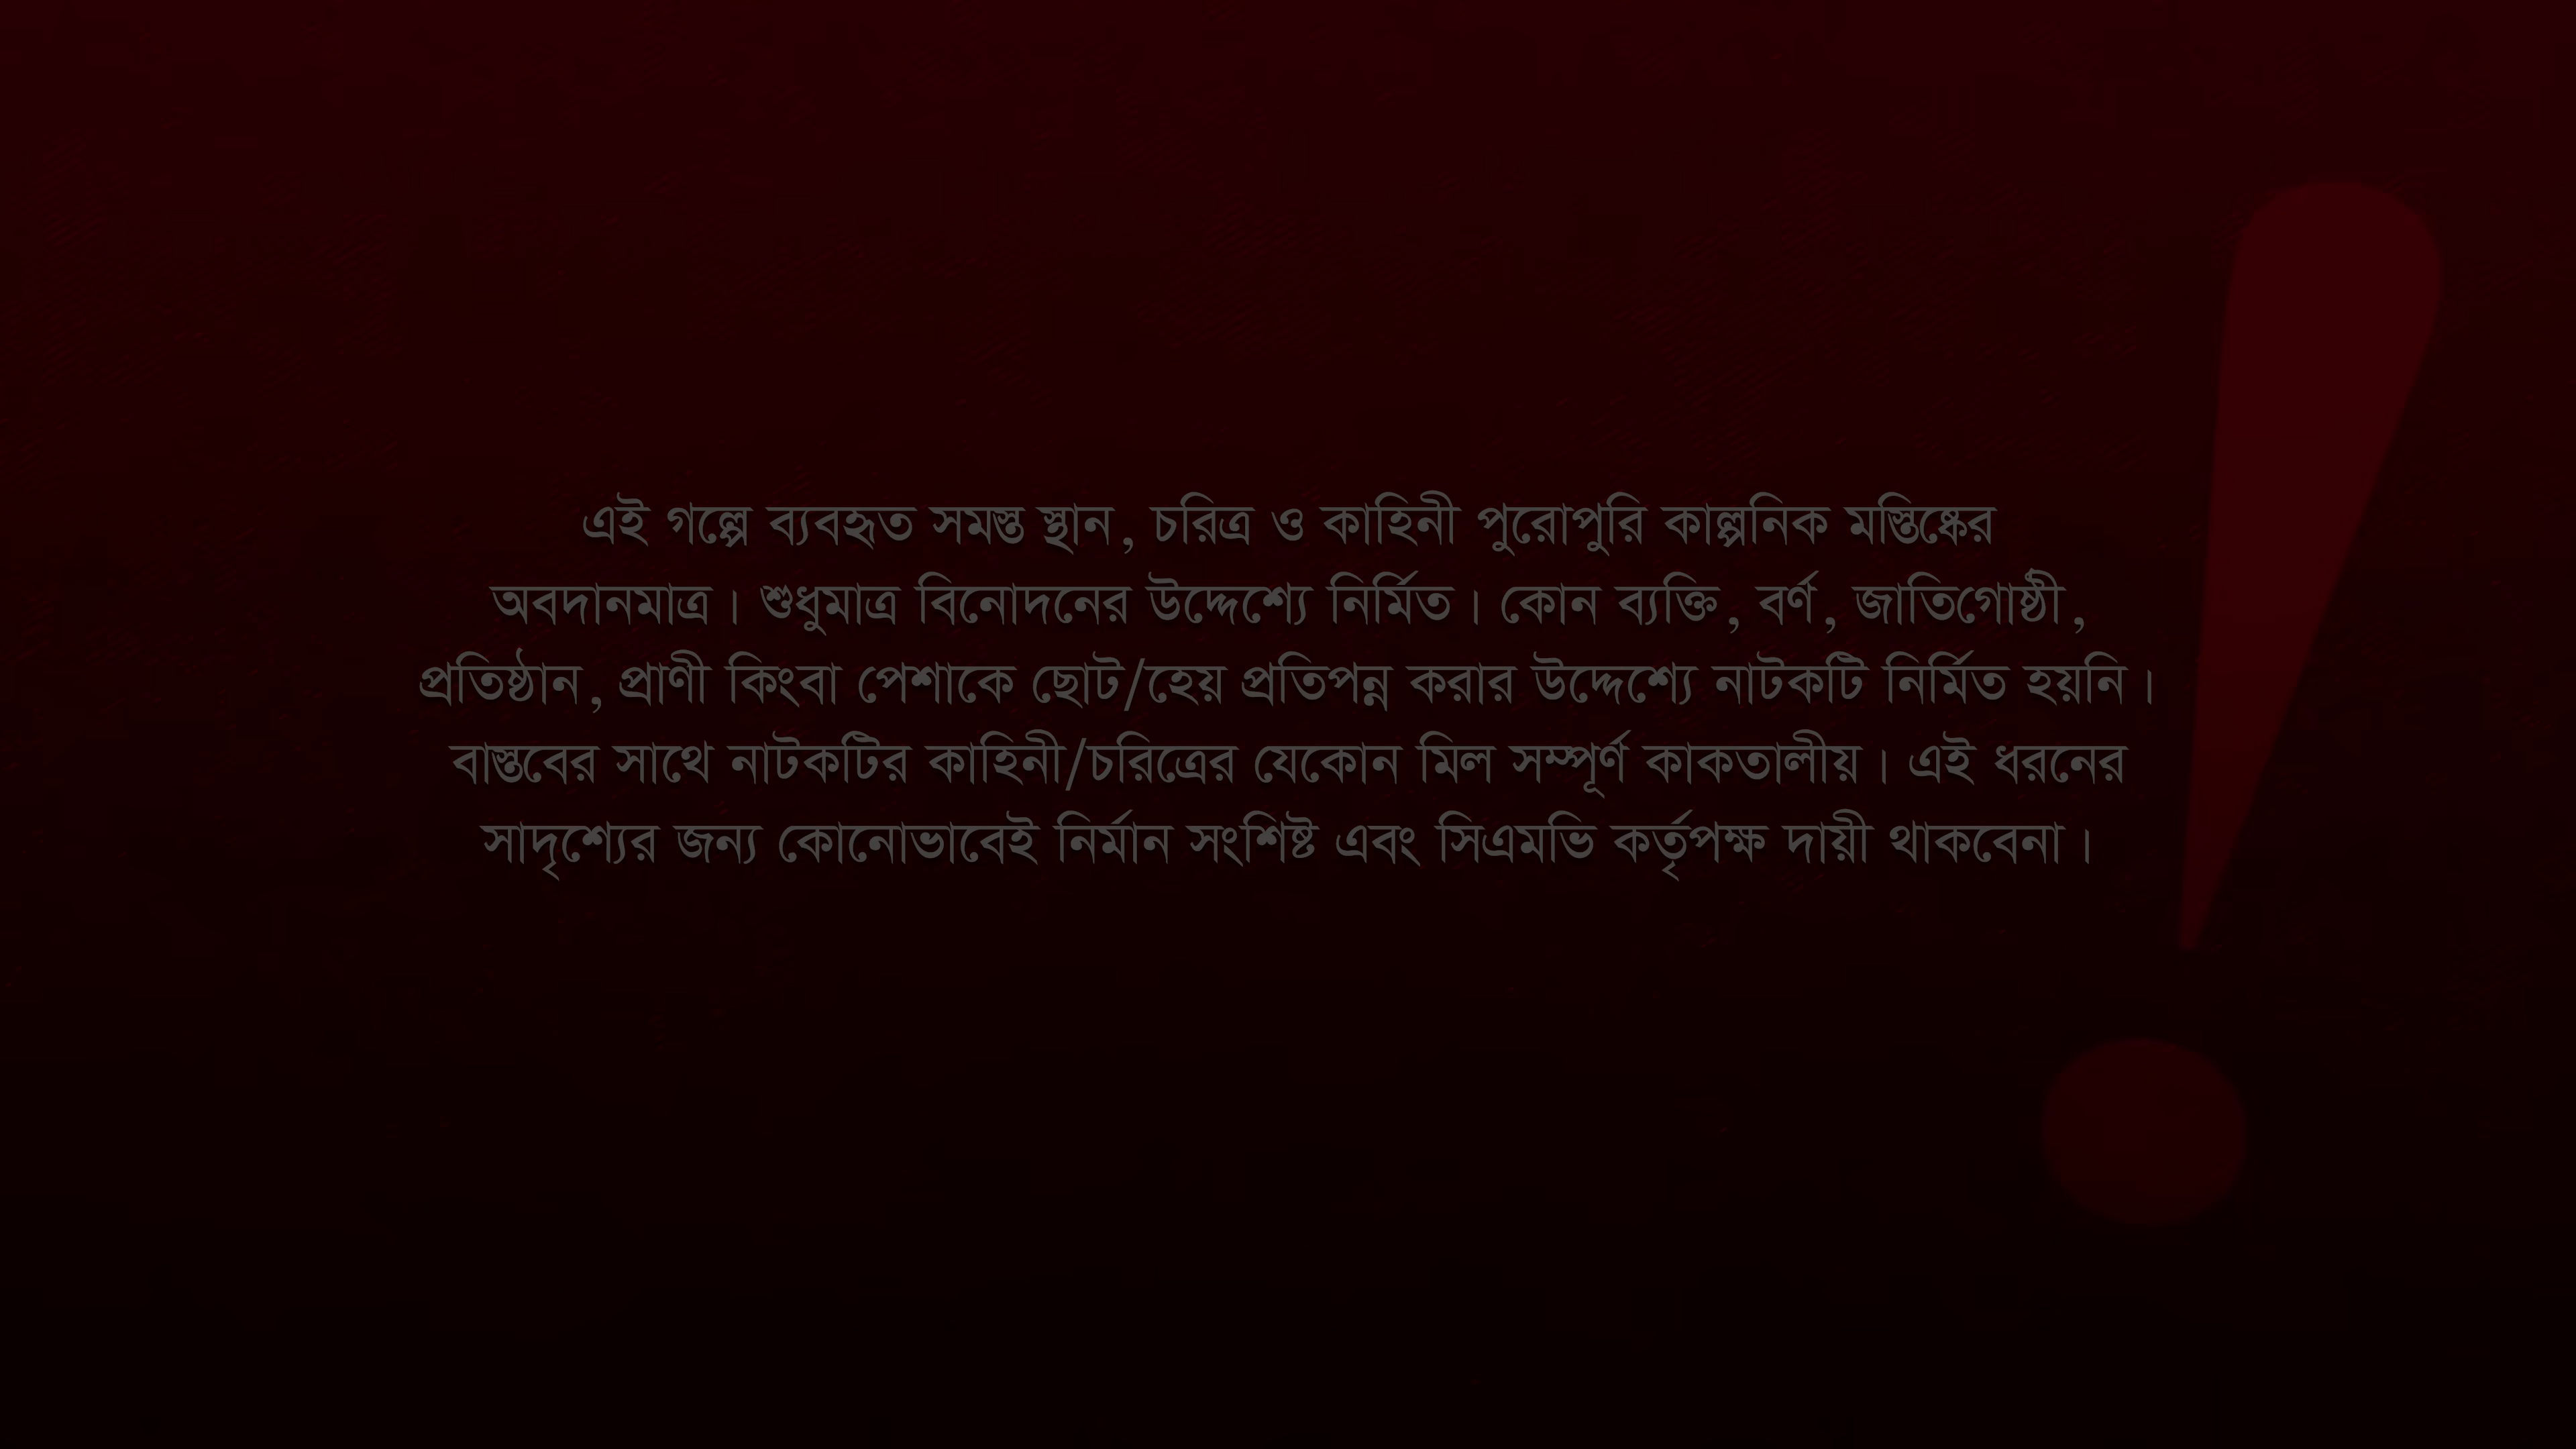 এই গল্পে ব্যবহৃত সমস্ত স্থান, চরিত্র ও কাহিনী পুরোপুরি কাল্পনিক মস্তিষ্কের
অবদানমাত্র। শুধুমাত্র বিনোদনের উদ্দেশ্যে নির্মিত। কোন ব্যক্তি, বর্ণ, জাতিগোষ্ঠী,
প্রতিষ্ঠান, প্রাণী কিংবা পেশাকে ছোট/হেয় প্রতিপন্ন করার উদ্দেশ্যে নাটকটি নির্মিত হয়নি।
বাস্তবের সাথে নাটকটির কাহিনী/চরিত্রের যেকোন মিল সম্পূর্ণ কাকতালীয়। এই ধরনের
সাদৃশ্যের জন্য কোনোভাবেই নির্মান সংশিষ্ট এবং সিএমভি কর্তৃপক্ষ দায়ী থাকবেনা।